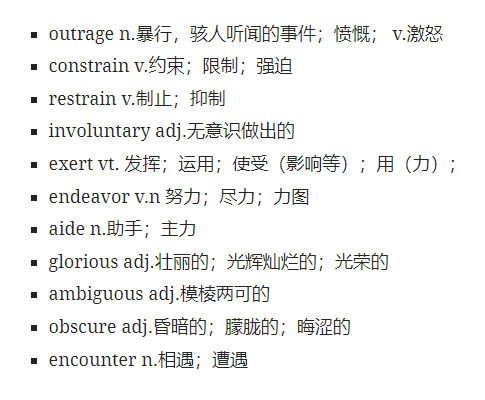 outrage n.暴行，骇人听闻的事件；愤慨； v.激怒
constrain v.约束；限制；强迫
restrain v.制止；抑制
involuntary adj.无意识做出的
exert vt. 发挥；运用；使受（影响等）；用（力）；
endeavor v.n 努力；尽力；力图
aide n.助手；主力
glorious adj.壮丽的；光辉灿烂的；光荣的
ambiguous adj.模棱两可的
obscure adj.昏暗的；朦胧的；晦涩的
encounter n.相遇；遭遇